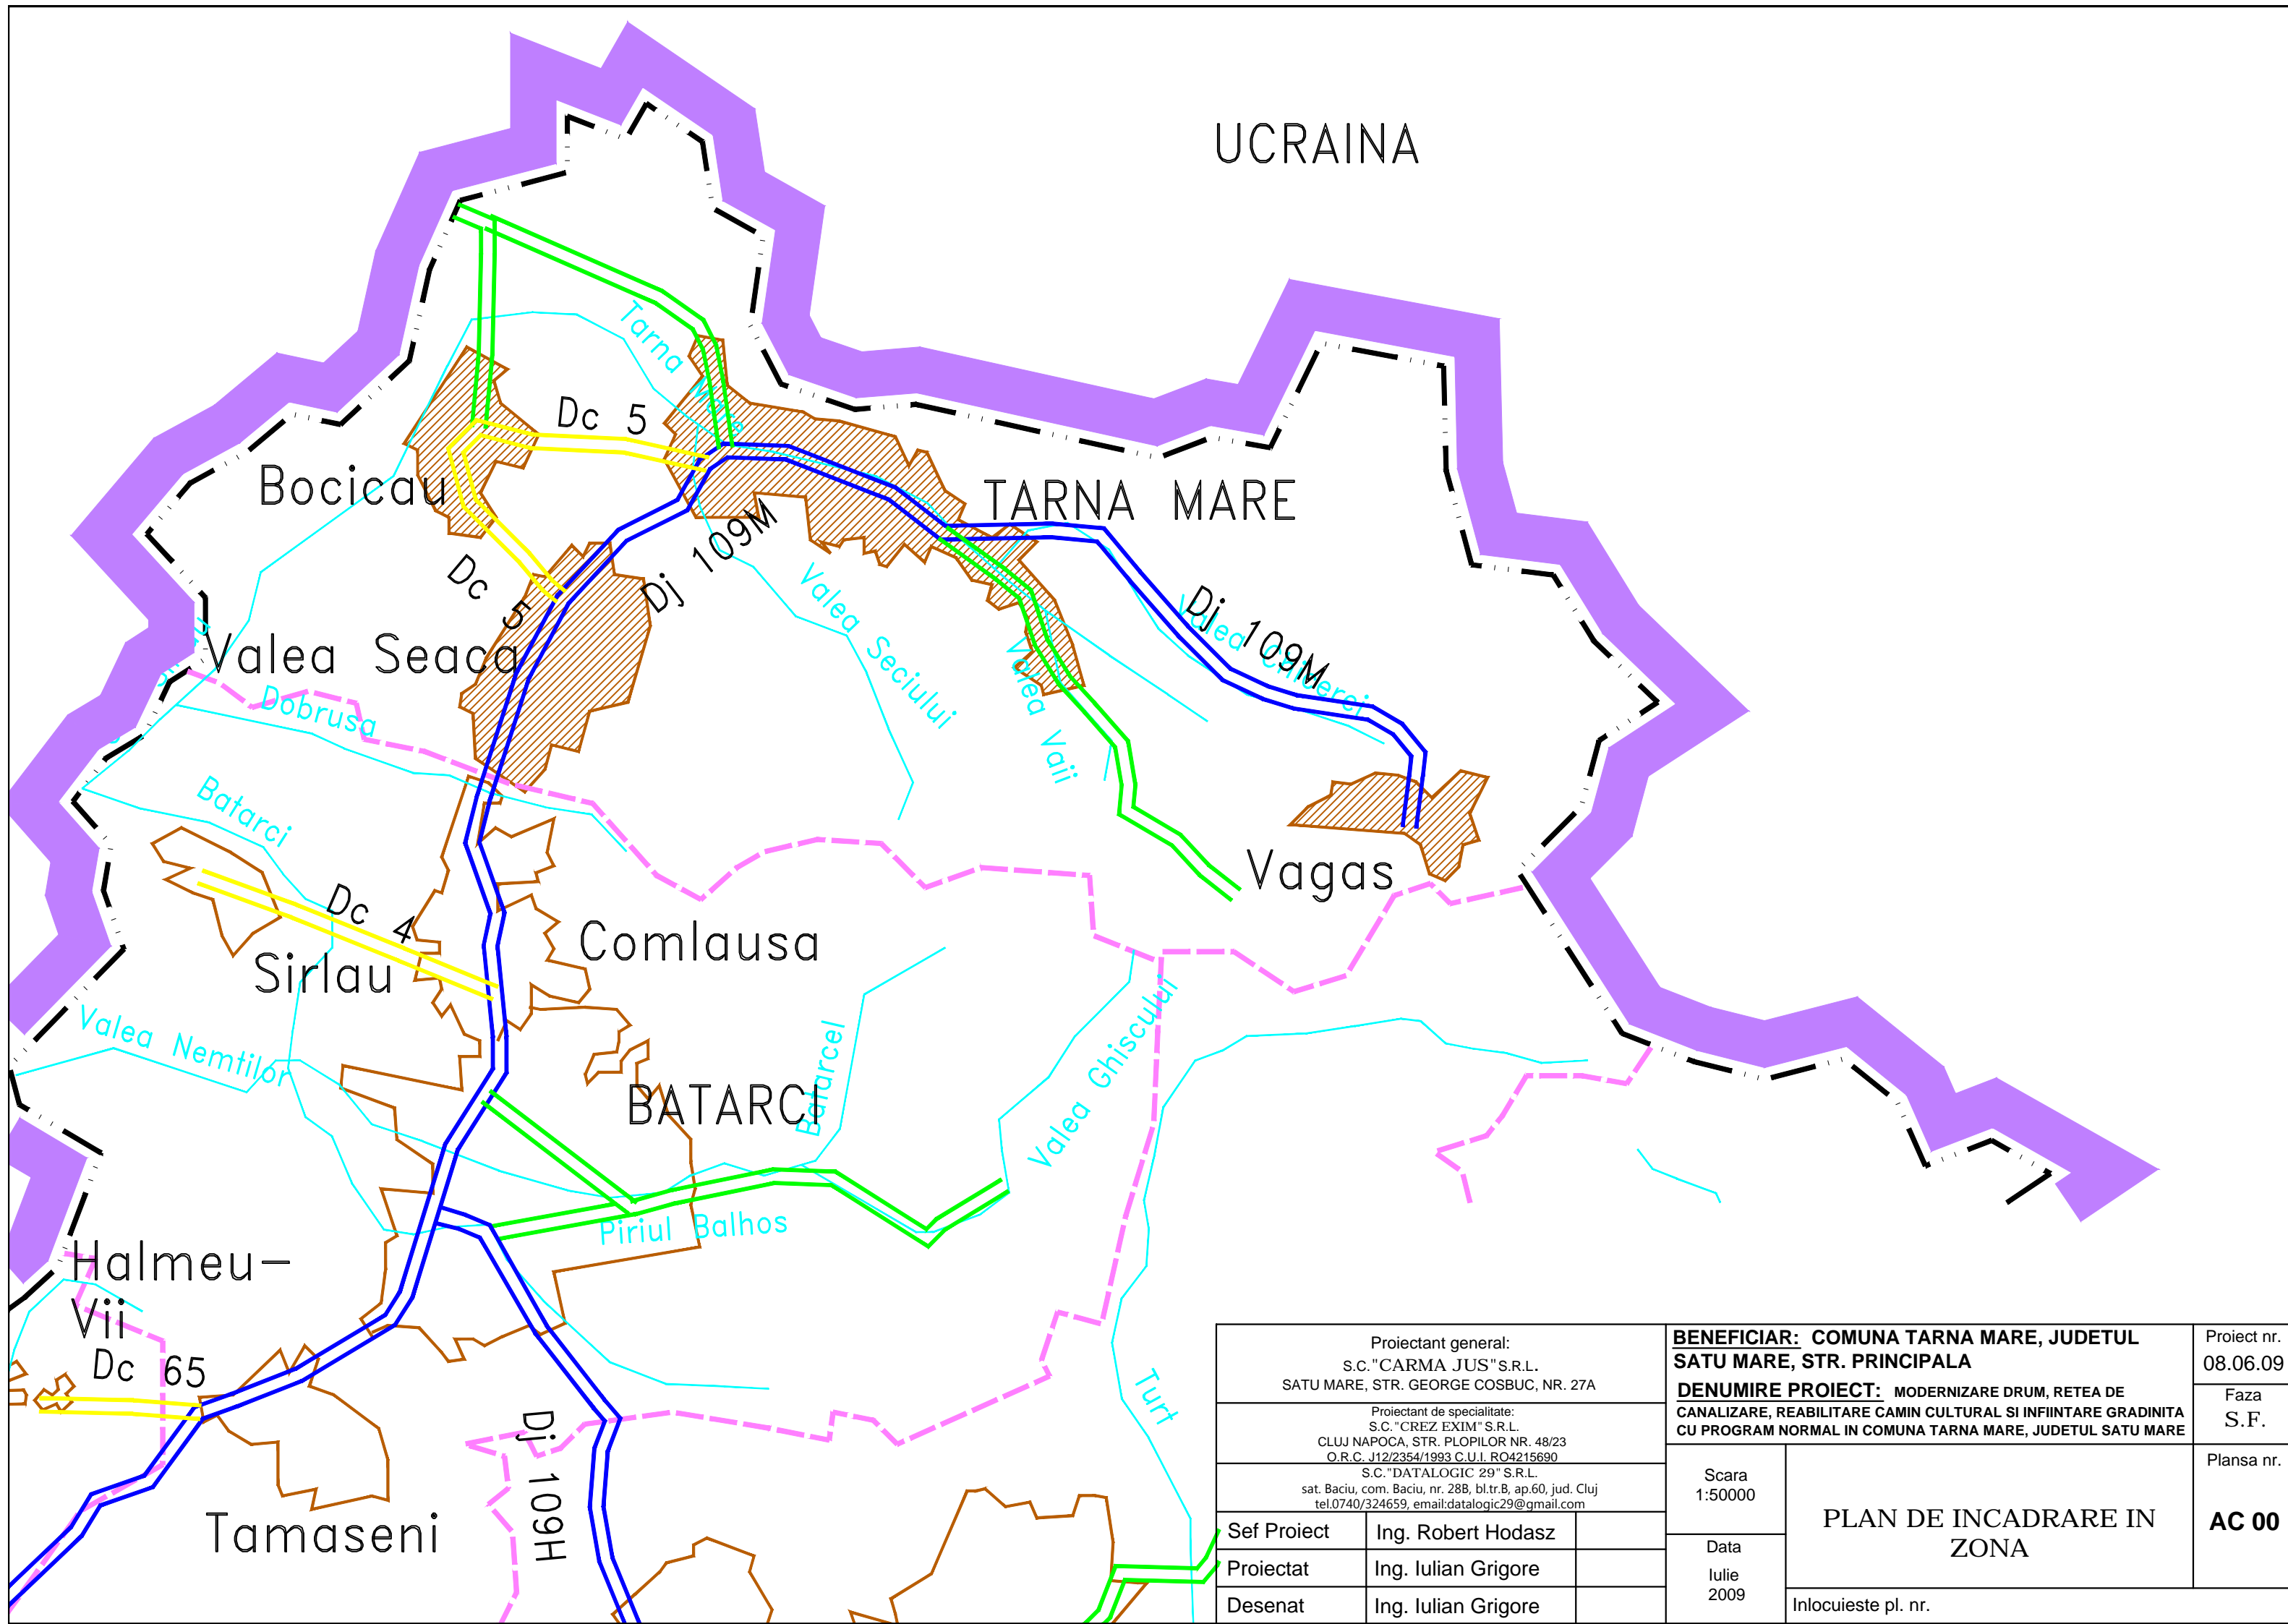 UCRAINA
Tarna Mare
Dc 5
Bocicau
TARNA MARE
Dj 109M
Dc 5
Valea Seciului
Dj 109M
Valea Chioerci
Valea Seaca
Dobrusa
Valea Vaii
Batarci
Vagas
Dc 4
Comlausa
Sirlau
Valea Nemtilor
Batarcel
Valea Ghisculul
BATARCI
Piriul Balhos
Halmeu-
Vii
Dc 65
Turt
Dj 109H
Tamaseni
Proiectant general:
S.C."CARMA JUS"S.R.L.
SATU MARE, STR. GEORGE COSBUC, NR. 27A
Proiectant de specialitate:
S.C."CREZ EXIM"S.R.L.
CLUJ NAPOCA, STR. PLOPILOR NR. 48/23
O.R.C. J12/2354/1993 C.U.I. RO4215690
S.C."DATALOGIC 29"S.R.L.
sat. Baciu, com. Baciu, nr. 28B, bl.tr.B, ap.60, jud. Cluj
tel.0740/324659, email:datalogic29@gmail.com
Sef Proiect Ing. Robert Hodasz
Proiectat Ing. Iulian Grigore
Desenat Ing. Iulian Grigore
BENEFICIAR: COMUNA TARNA MARE, JUDETUL
SATU MARE, STR. PRINCIPALA
DENUMIRE PROIECT: MODERNIZARE DRUM, RETEA DE
CANALIZARE, REABILITARE CAMIN CULTURAL SI INFIINTARE GRADINITA
CU PROGRAM NORMAL IN COMUNA TARNA MARE, JUDETUL SATU MARE
Proiect nr.
08.06.09
Faza
S.F.
Scara
1:50000
Data
Iulie
2009
PLAN DE INCADRARE IN
ZONA
Plansa nr.
AC 00
Inlocuieste pl. nr.